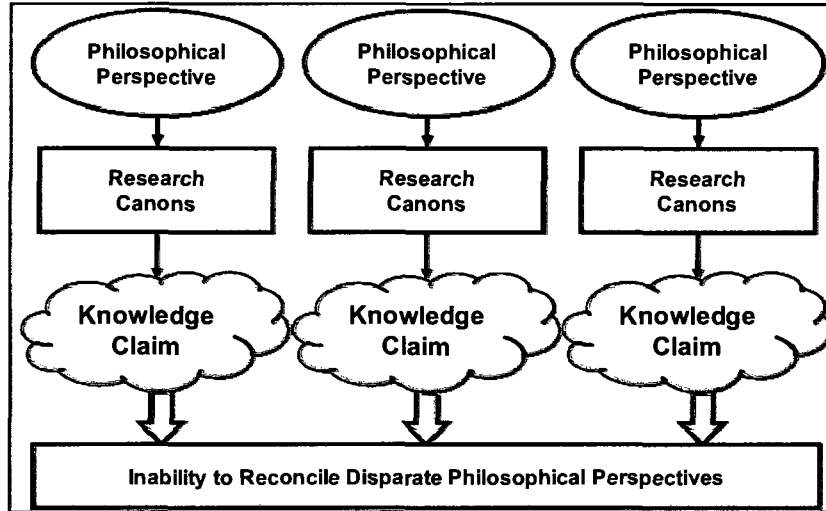 Philosophical
Perspective
Philosophical
Perspective
Philosophical
Perspective
Research
Canons
Research
Canons
Research
Canons
Knowledge
Claim
Knowledge
Claim
Knowledge
Claim
Inability to Reconcile Disparate Philosophical Perspectives